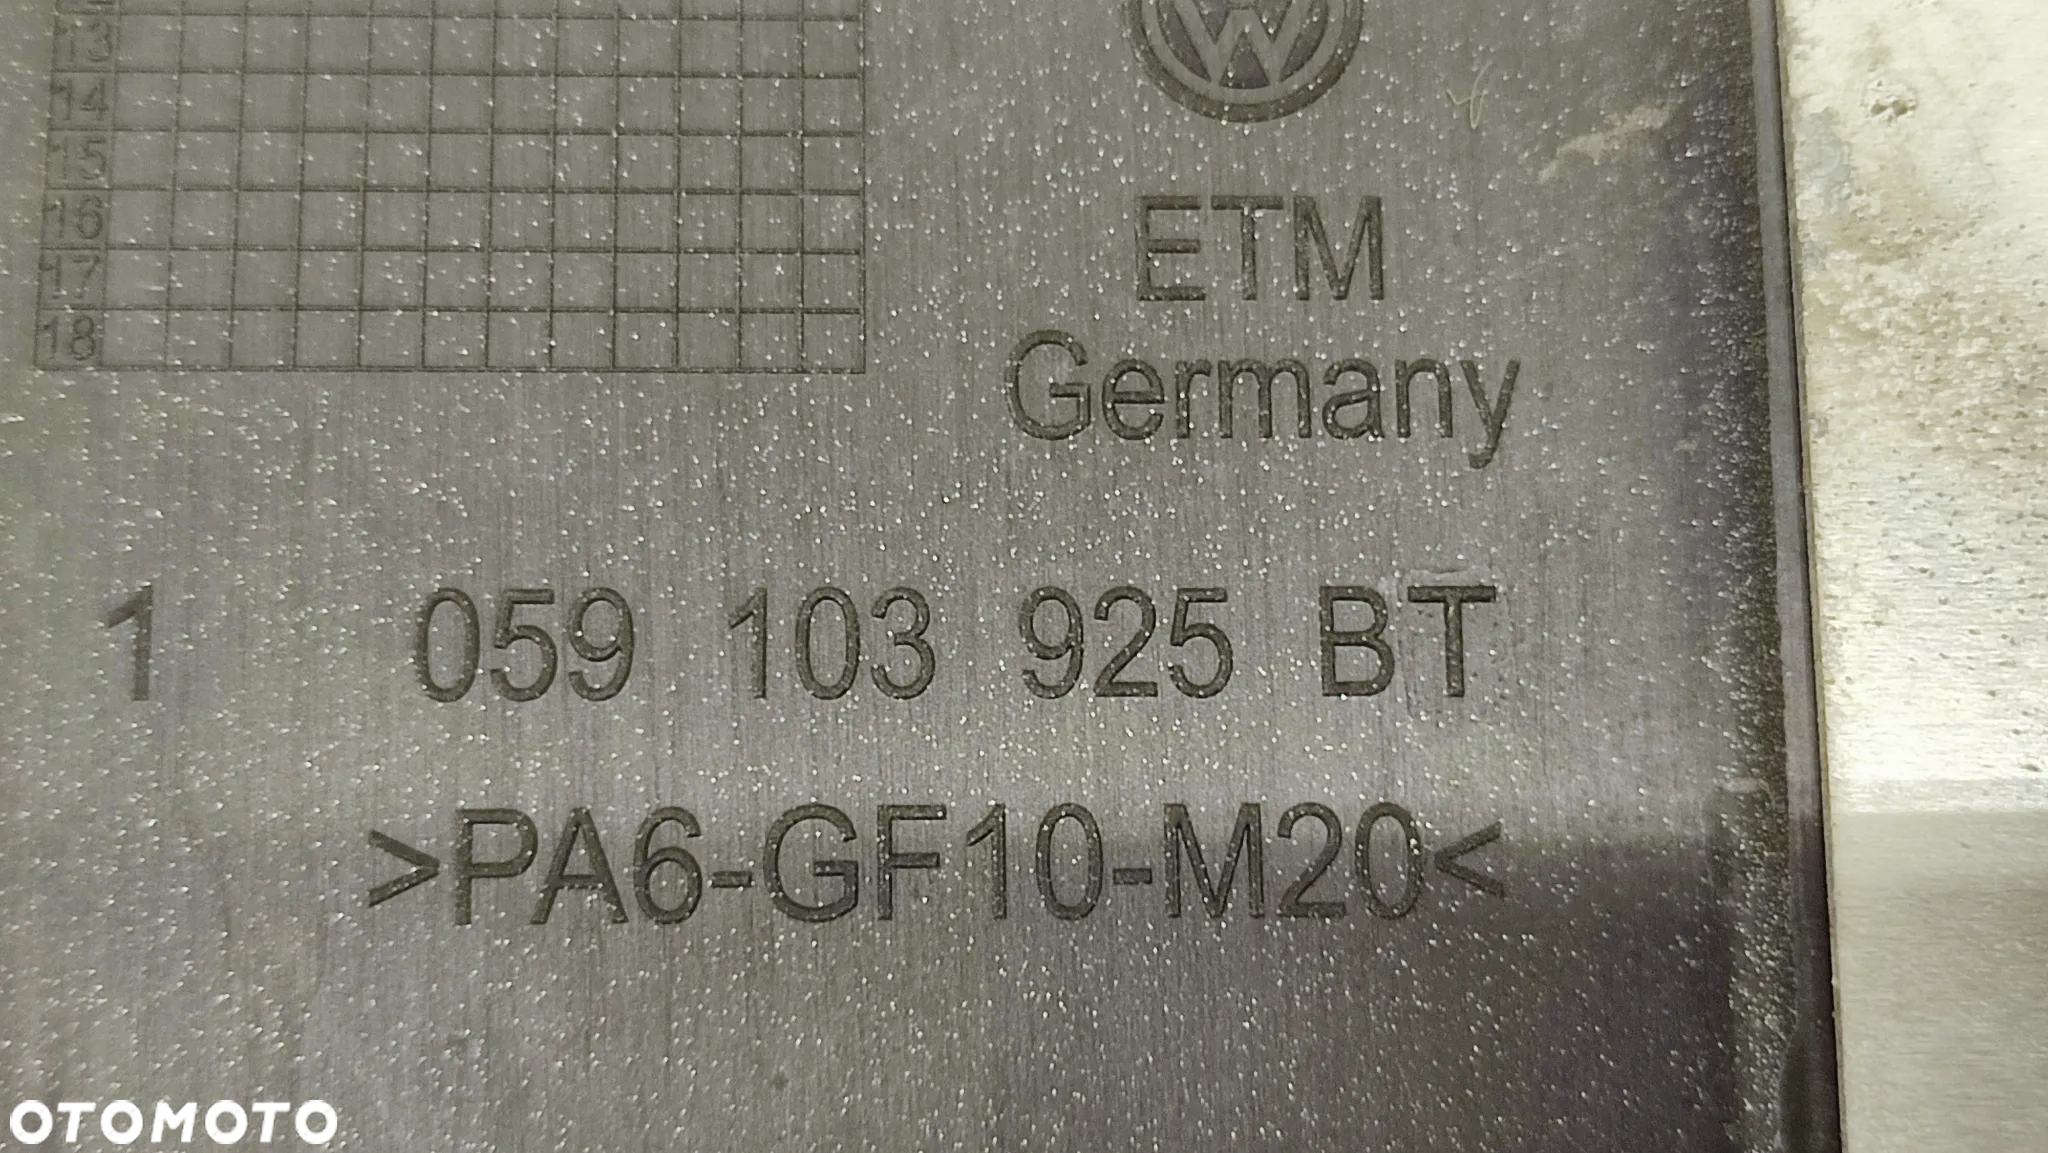 13
14
15
16
17
18
ETM
Germany
1 059 103 925 BT
>PA6-GF10-M20<
OTOMOTO